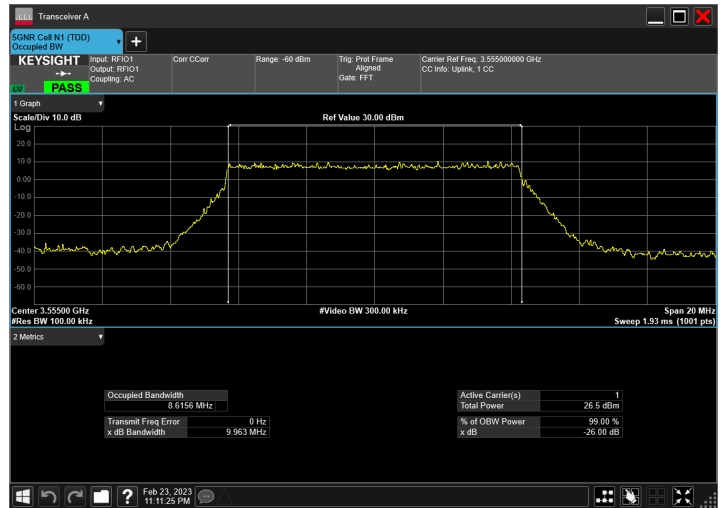 Transceiver A
5GNR Cell N1 (TDD)
Occupied BW
KEYSIGHT
Input: RFIO1
Output: RFIO1
Coupling: AC
Corr CCorr
Range: -60 dBm
Trig: Prot Frame
Aligned
Gate: FFT
Carrier Ref Freq: 3.555000000 GHz
CC Info: Uplink, 1 CC
LXI PASS
1 Graph
Scale/Div 10.0 dB
Ref Value 30.00 dBm
Log
20.0
10.0
0.00
-10.0
-20.0
-30.0
-40.0
-50.0
-60.0
Center 3.55500 GHz
#Video BW 300.00 kHz
Span 20 MHz
#Res BW 100.00 kHz
Sweep 1.93 ms (1001 pts)
2 Metrics
Occupied Bandwidth
8.6156 MHz
Transmit Freq Error 0 Hz
x dB Bandwidth 9.963 MHz
Active Carrier(s) 1
Total Power 26.5 dBm
% of OBW Power 99.00 %
x dB -26.00 dB
Feb 23, 2023
11:11:25 PM